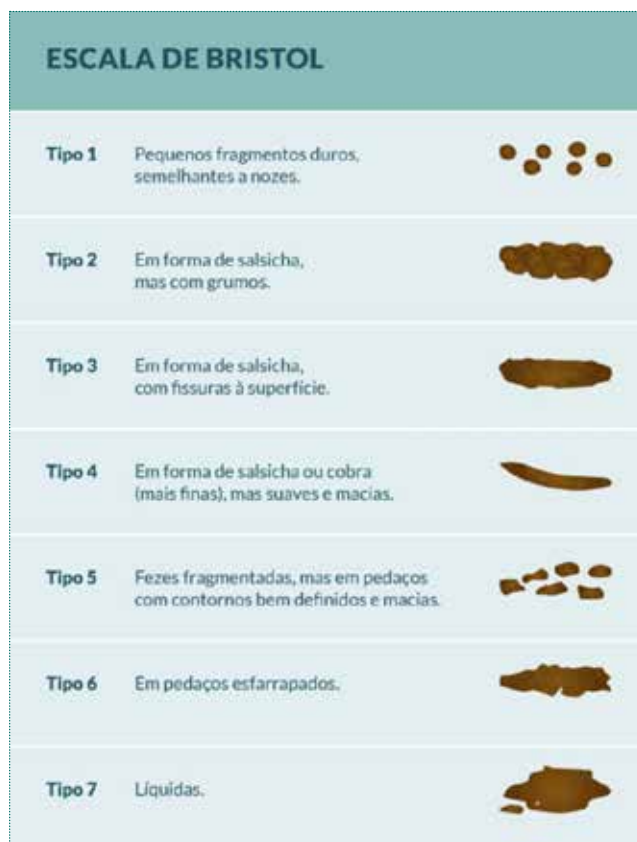 ESCALA DE BRISTOL
Tipo 1
Pequenos fragmentos duros,
semelhantes a nozes.
Tipo 2
Em forma de salsicha,
mas com grumos.
Tipo 3
Em forma de salsicha,
com fissuras à superfície.
Tipo 4
Em forma de salsicha ou cobra
(mais finas), mas suaves e macias.
Tipo 5
Fezes fragmentadas, mas em pedaços
com contornos bem definidos e macias.
Tipo 6
Em pedaços esfarrapados.
Tipo 7
Líquidas.